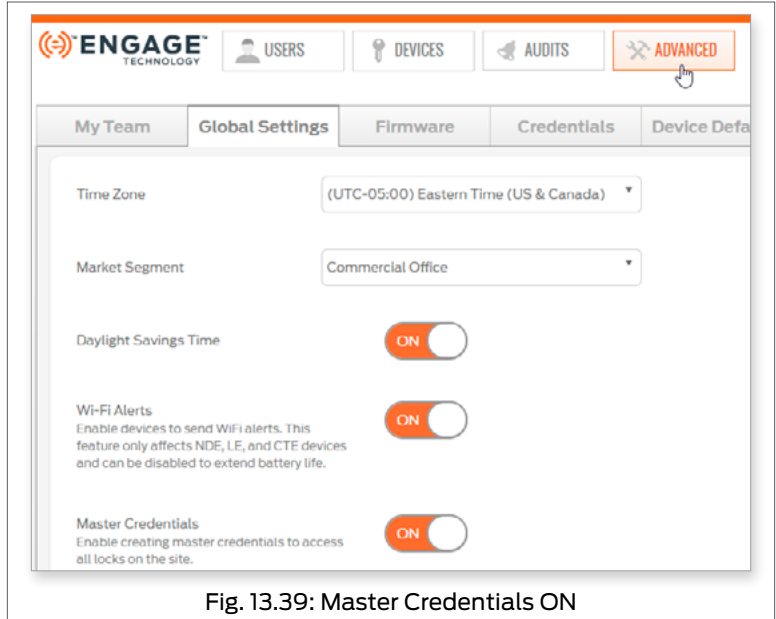 ENGAGE™
TECHNOLOGY
USERS
DEVICES
AUDITS
ADVANCED
My Team
Global Settings
Firmware
Credentials
Device Defa
Time Zone
(UTC-05:00) Eastern Time (US & Canada)
Market Segment
Commercial Office
Daylight Savings Time
ON
Wi-Fi Alerts
Enable devices to send WiFi alerts. This
feature only affects NDE, LE, and CTE devices
and can be disabled to extend battery life.
ON
Master Credentials
Enable creating master credentials to access
all locks on the site.
ON
Fig. 13.39: Master Credentials ON